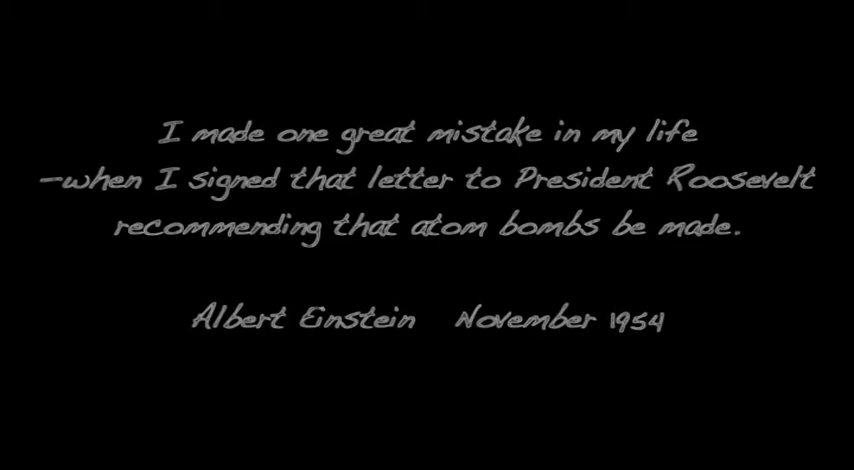 I made one great mistake in my life
—when I signed that letter to President Roosevelt
recommending that atom bombs be made.
Albert Einstein November 1954